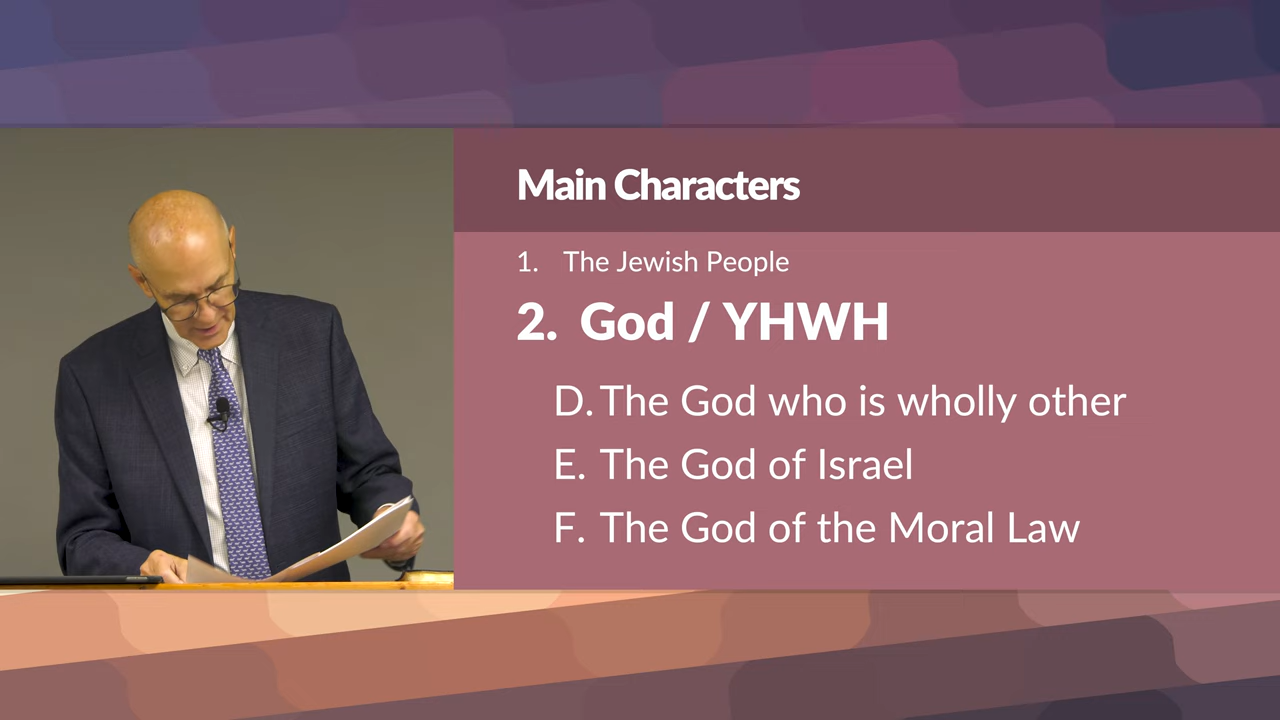 Main Characters
1. The Jewish People
2. God / YHWH
D. The God who is wholly other
E. The God of Israel
F. The God of the Moral Law